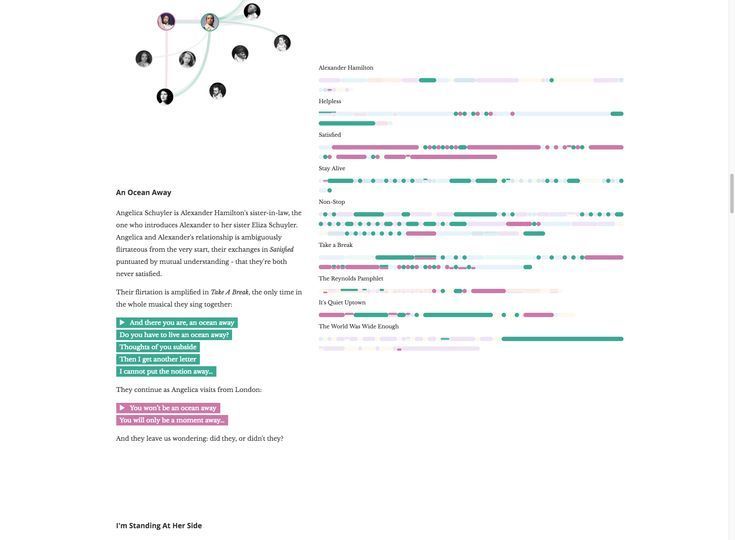 Alexander Hamilton
Helpless
Satisfied
Stay Alive
Non-Stop
Take a Break
The Reynolds Pamphlet
It's Quiet Uptown
The World Was Wide Enough
An Ocean Away
Angelica Schuyler is Alexander Hamilton's sister-in-law, the
one who introduces Alexander to her sister Eliza Schuyler.
Angelica and Alexander's relationship is ambiguously
flirtateous from the very start, their exchanges in Satisfied
puntuated by mutual understanding - that they're both
never satisfied.
Their flirtation is amplified in Take A Break, the only time in
the whole musical they sing together:
And there you are, an ocean away
Do you have to live an ocean away?
Thoughts of you subside
Then I get another letter
I cannot put the notion away...
They continue as Angelica visits from London:
You won't be an ocean away
You will only be a moment away...
And they leave us wondering: did they, or didn't they?
I'm Standing At Her Side